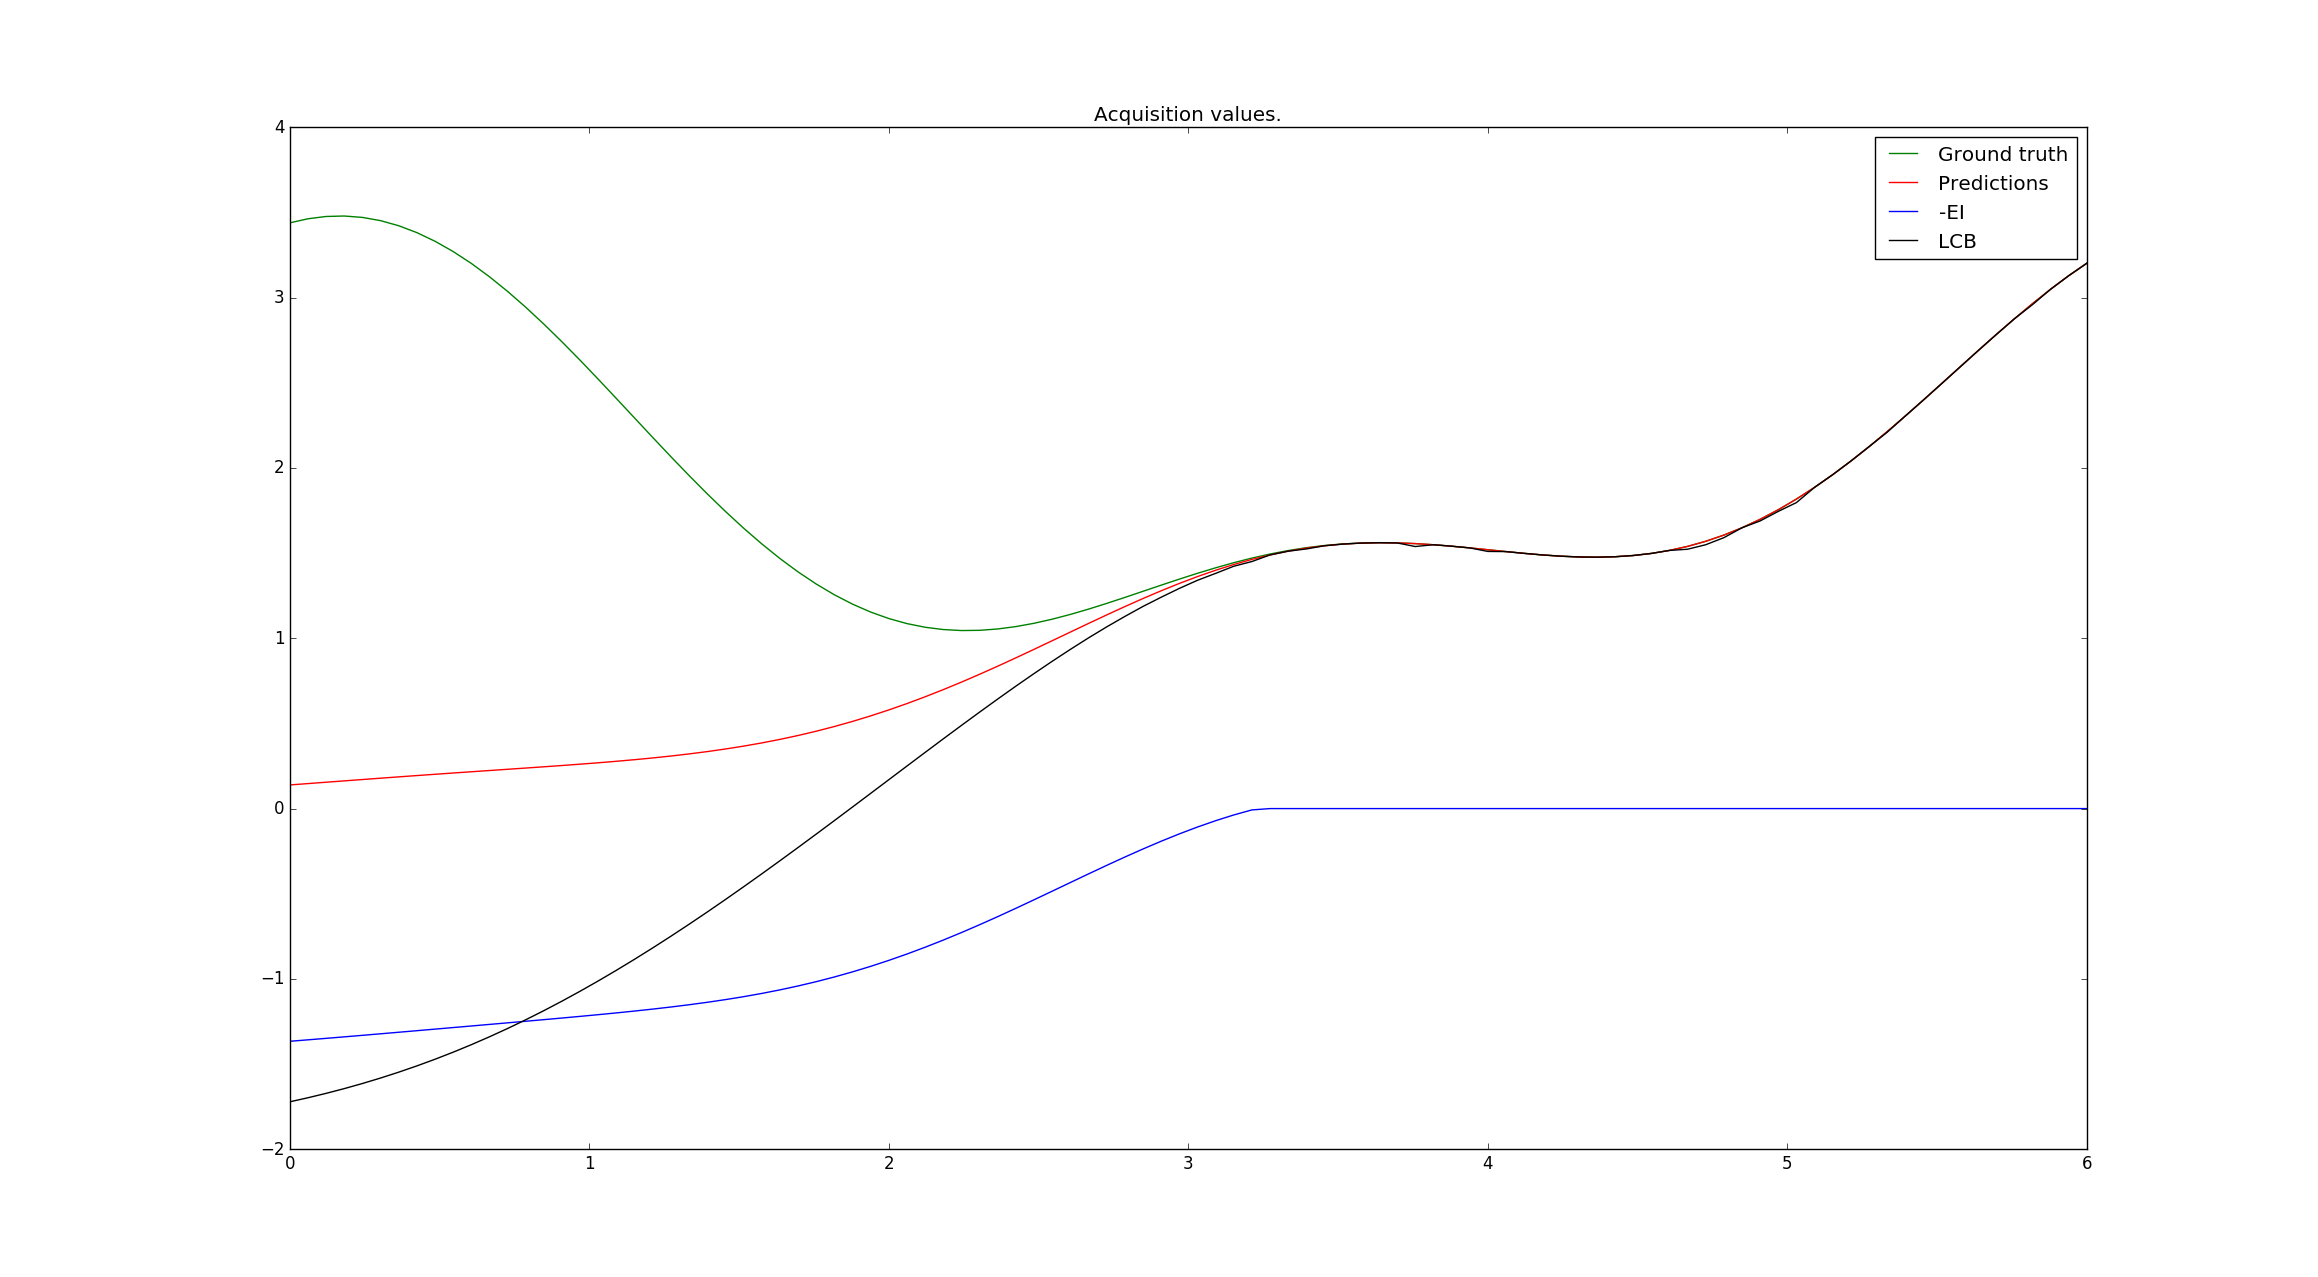 Acquisition values.
4
3
2
1
0
−1
−2
0 1 2 3 4 5 6
Ground truth
Predictions
-EI
LCB